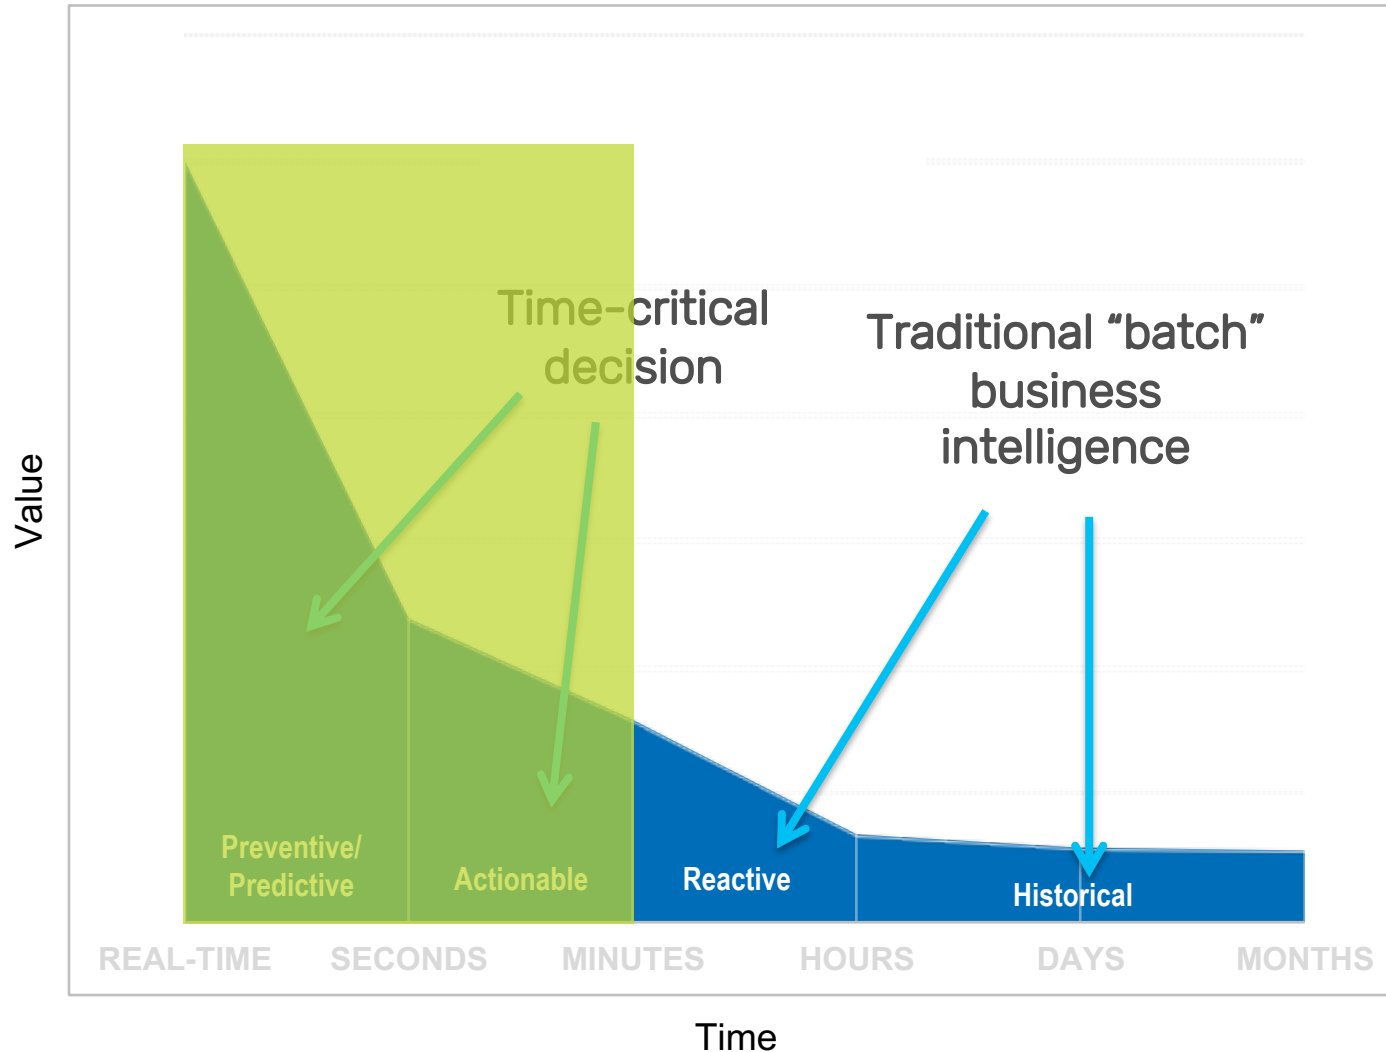 Time-critical
decision
Traditional “batch”
business
intelligence
Value
Preventive/
Predictive
Actionable
Reactive
Historical
REAL-TIME
SECONDS
MINUTES
HOURS
DAYS
MONTHS
Time